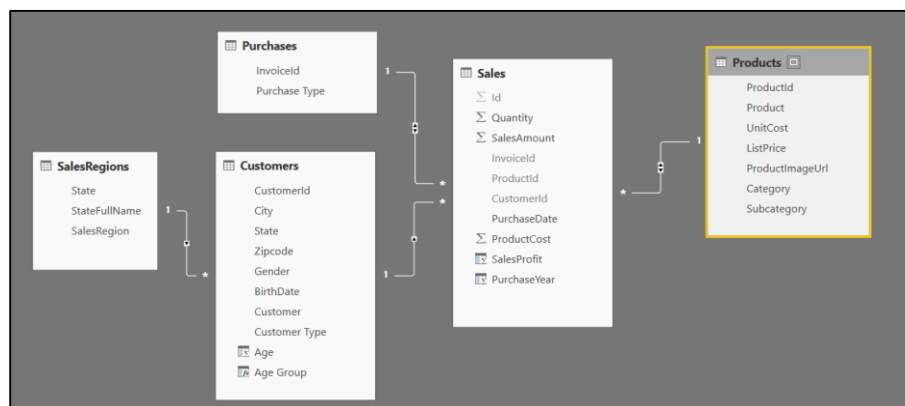 Purchases
InvoiceId
Purchase Type
1
*
Sales
Id
Quantity
SalesAmount
InvoiceId
ProductId
CustomerId
PurchaseDate
ProductCost
SalesProfit
PurchaseYear
Products
ProductId
Product
UnitCost
ListPrice
ProductImageUrl
Category
Subcategory
1
*
SalesRegions
State
StateFullName
SalesRegion
1
*
Customers
CustomerId
City
State
Zipcode
Gender
BirthDate
Customer
Customer Type
Age
Age Group
1
*